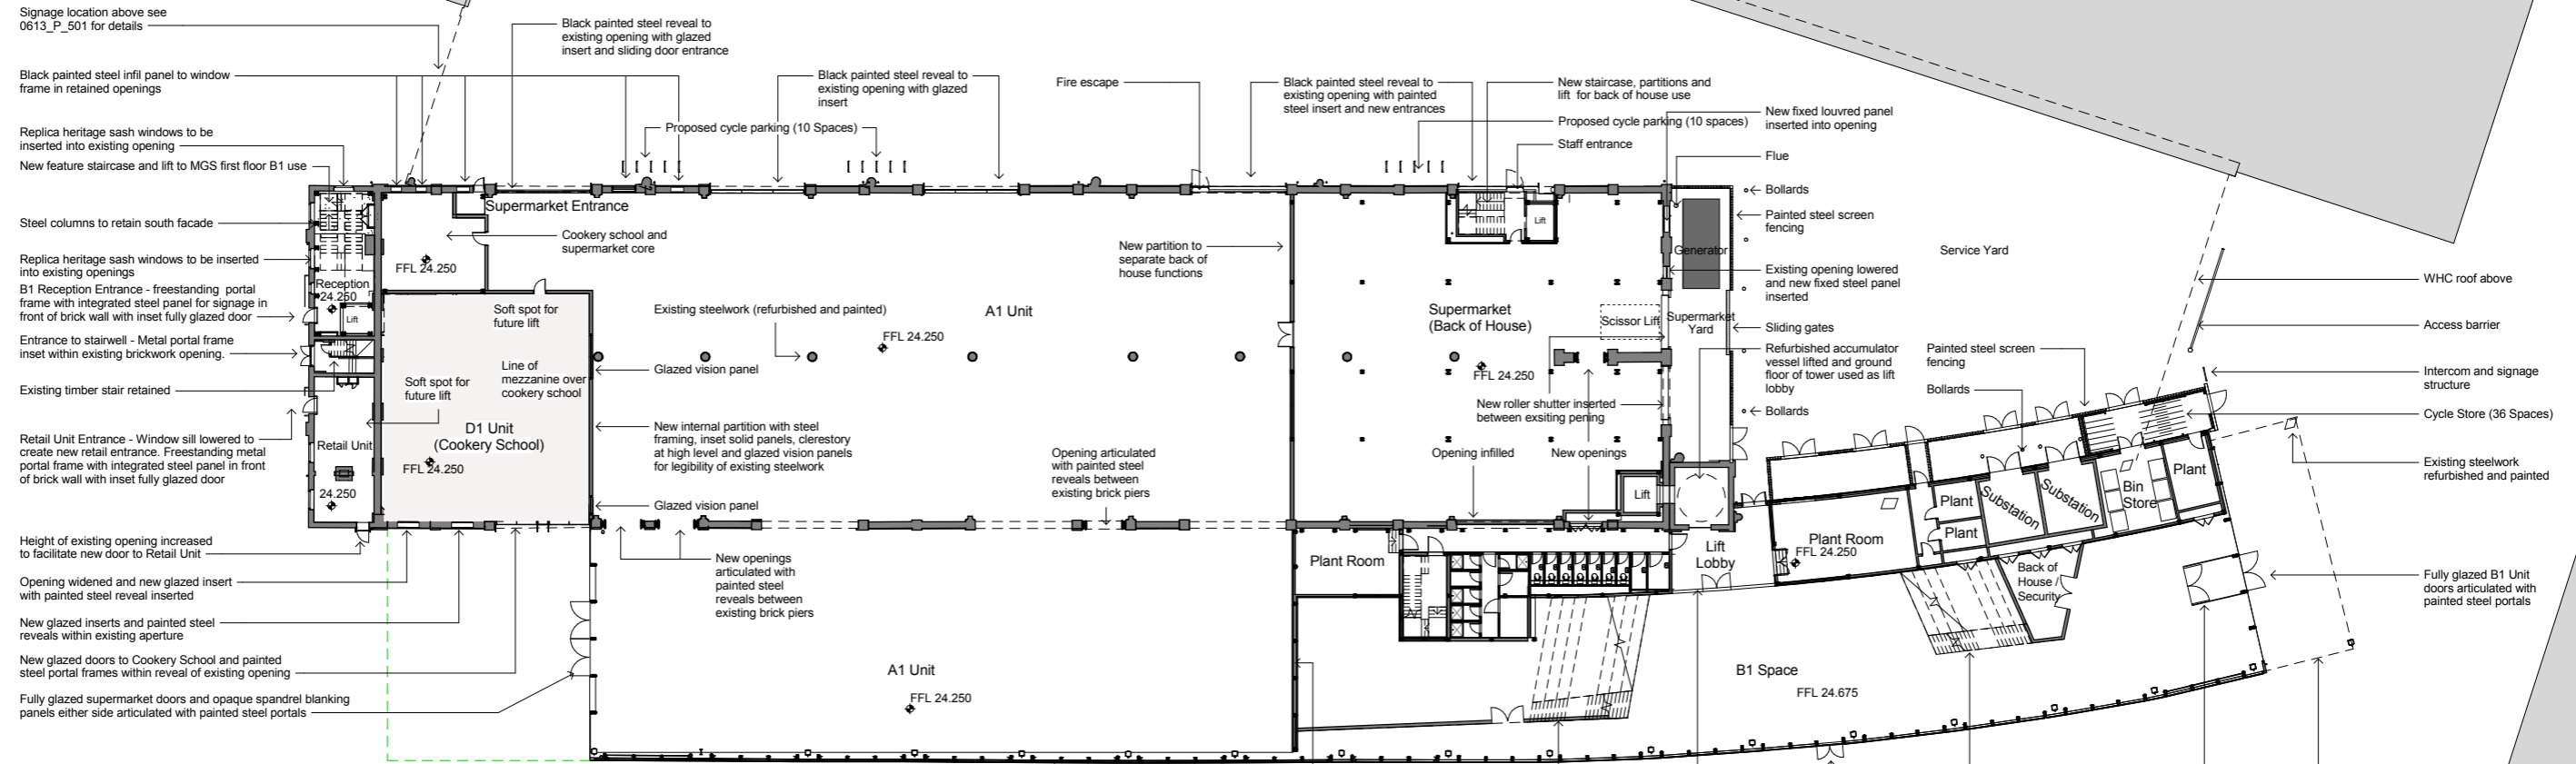 Signage location above see
0613_P_501 for details
Black painted steel infil panel to window
frame in retained openings
Replica heritage sash windows to be
inserted into existing opening
New feature staircase and lift to MGS first floor B1 use
Steel columns to retain south facade
Replica heritage sash windows to be inserted
into existing openings
B1 Reception Entrance - freestanding portal
frame with integrated steel panel for signage in
front of brick wall with inset fully glazed door
Entrance to stairwell - Metal portal frame
inset within existing brickwork opening.
Existing timber stair retained
Retail Unit Entrance - Window sill lowered to
create new retail entrance. Freestanding metal
portal frame with integrated steel panel in front
of brick wall with inset fully glazed door
Height of existing opening increased
to facilitate new door to Retail Unit
Opening widened and new glazed insert
with painted steel reveal inserted
New glazed inserts and painted steel
reveals within existing aperture
New glazed doors to Cookery School and painted
steel portal frames within reveal of existing opening
Fully glazed supermarket doors and opaque spandrel blanking
panels either side articulated with painted steel portals
Black painted steel reveal to
existing opening with glazed
insert and sliding door entrance
Proposed cycle parking (10 Spaces)
Black painted steel reveal to
existing opening with glazed
insert
Fire escape
Black painted steel reveal to
existing opening with painted
steel insert and new entrances
New staircase, partitions and
lift for back of house use
Proposed cycle parking (10 spaces)
Staff entrance
New fixed louvred panel
inserted into opening
Flue
Bollards
Painted steel screen
fencing
Existing opening lowered
and new fixed steel panel
inserted
Sliding gates
Refurbished accumulator
vessel lifted and ground
floor of tower used as lift
lobby
Bollards
Supermarket Entrance
Cookery school and
supermarket core
FFL 24.250
Reception
24.250
Lift
Soft spot for
future lift
Line of
mezzanine over
cookery school
Soft spot for
future lift
D1 Unit
(Cookery School)
FFL 24.250
Retail Unit
24.250
Existing steelwork (refurbished and painted)
A1 Unit
FFL 24.250
Glazed vision panel
New internal partition with steel
framing, inset solid panels, clerestory
at high level and glazed vision panels
for legibility of existing steelwork
Glazed vision panel
New openings
articulated with
painted steel
reveals between
existing brick piers
Opening articulated
with painted steel
reveals between
existing brick piers
New partition to
separate back of
house functions
Lift
Supermarket
(Back of House)
FFL 24.250
Scissor Lift
Generator
Supermarket
Yard
New roller shutter inserted
between exsiting pening
Opening infilled
New openings
Lift
Service Yard
Painted steel screen
fencing
Bollards
WHC roof above
Access barrier
Intercom and signage
structure
Cycle Store (36 Spaces)
Existing steelwork
refurbished and painted
Fully glazed B1 Unit
doors articulated with
painted steel portals
Plant Room
Lift
Lobby
Plant Room
FFL 24.250
Plant
Plant
Substation
Substation
Bin
Store
Plant
Back of
House /
Security
A1 Unit
FFL 24.250
B1 Space
FFL 24.675